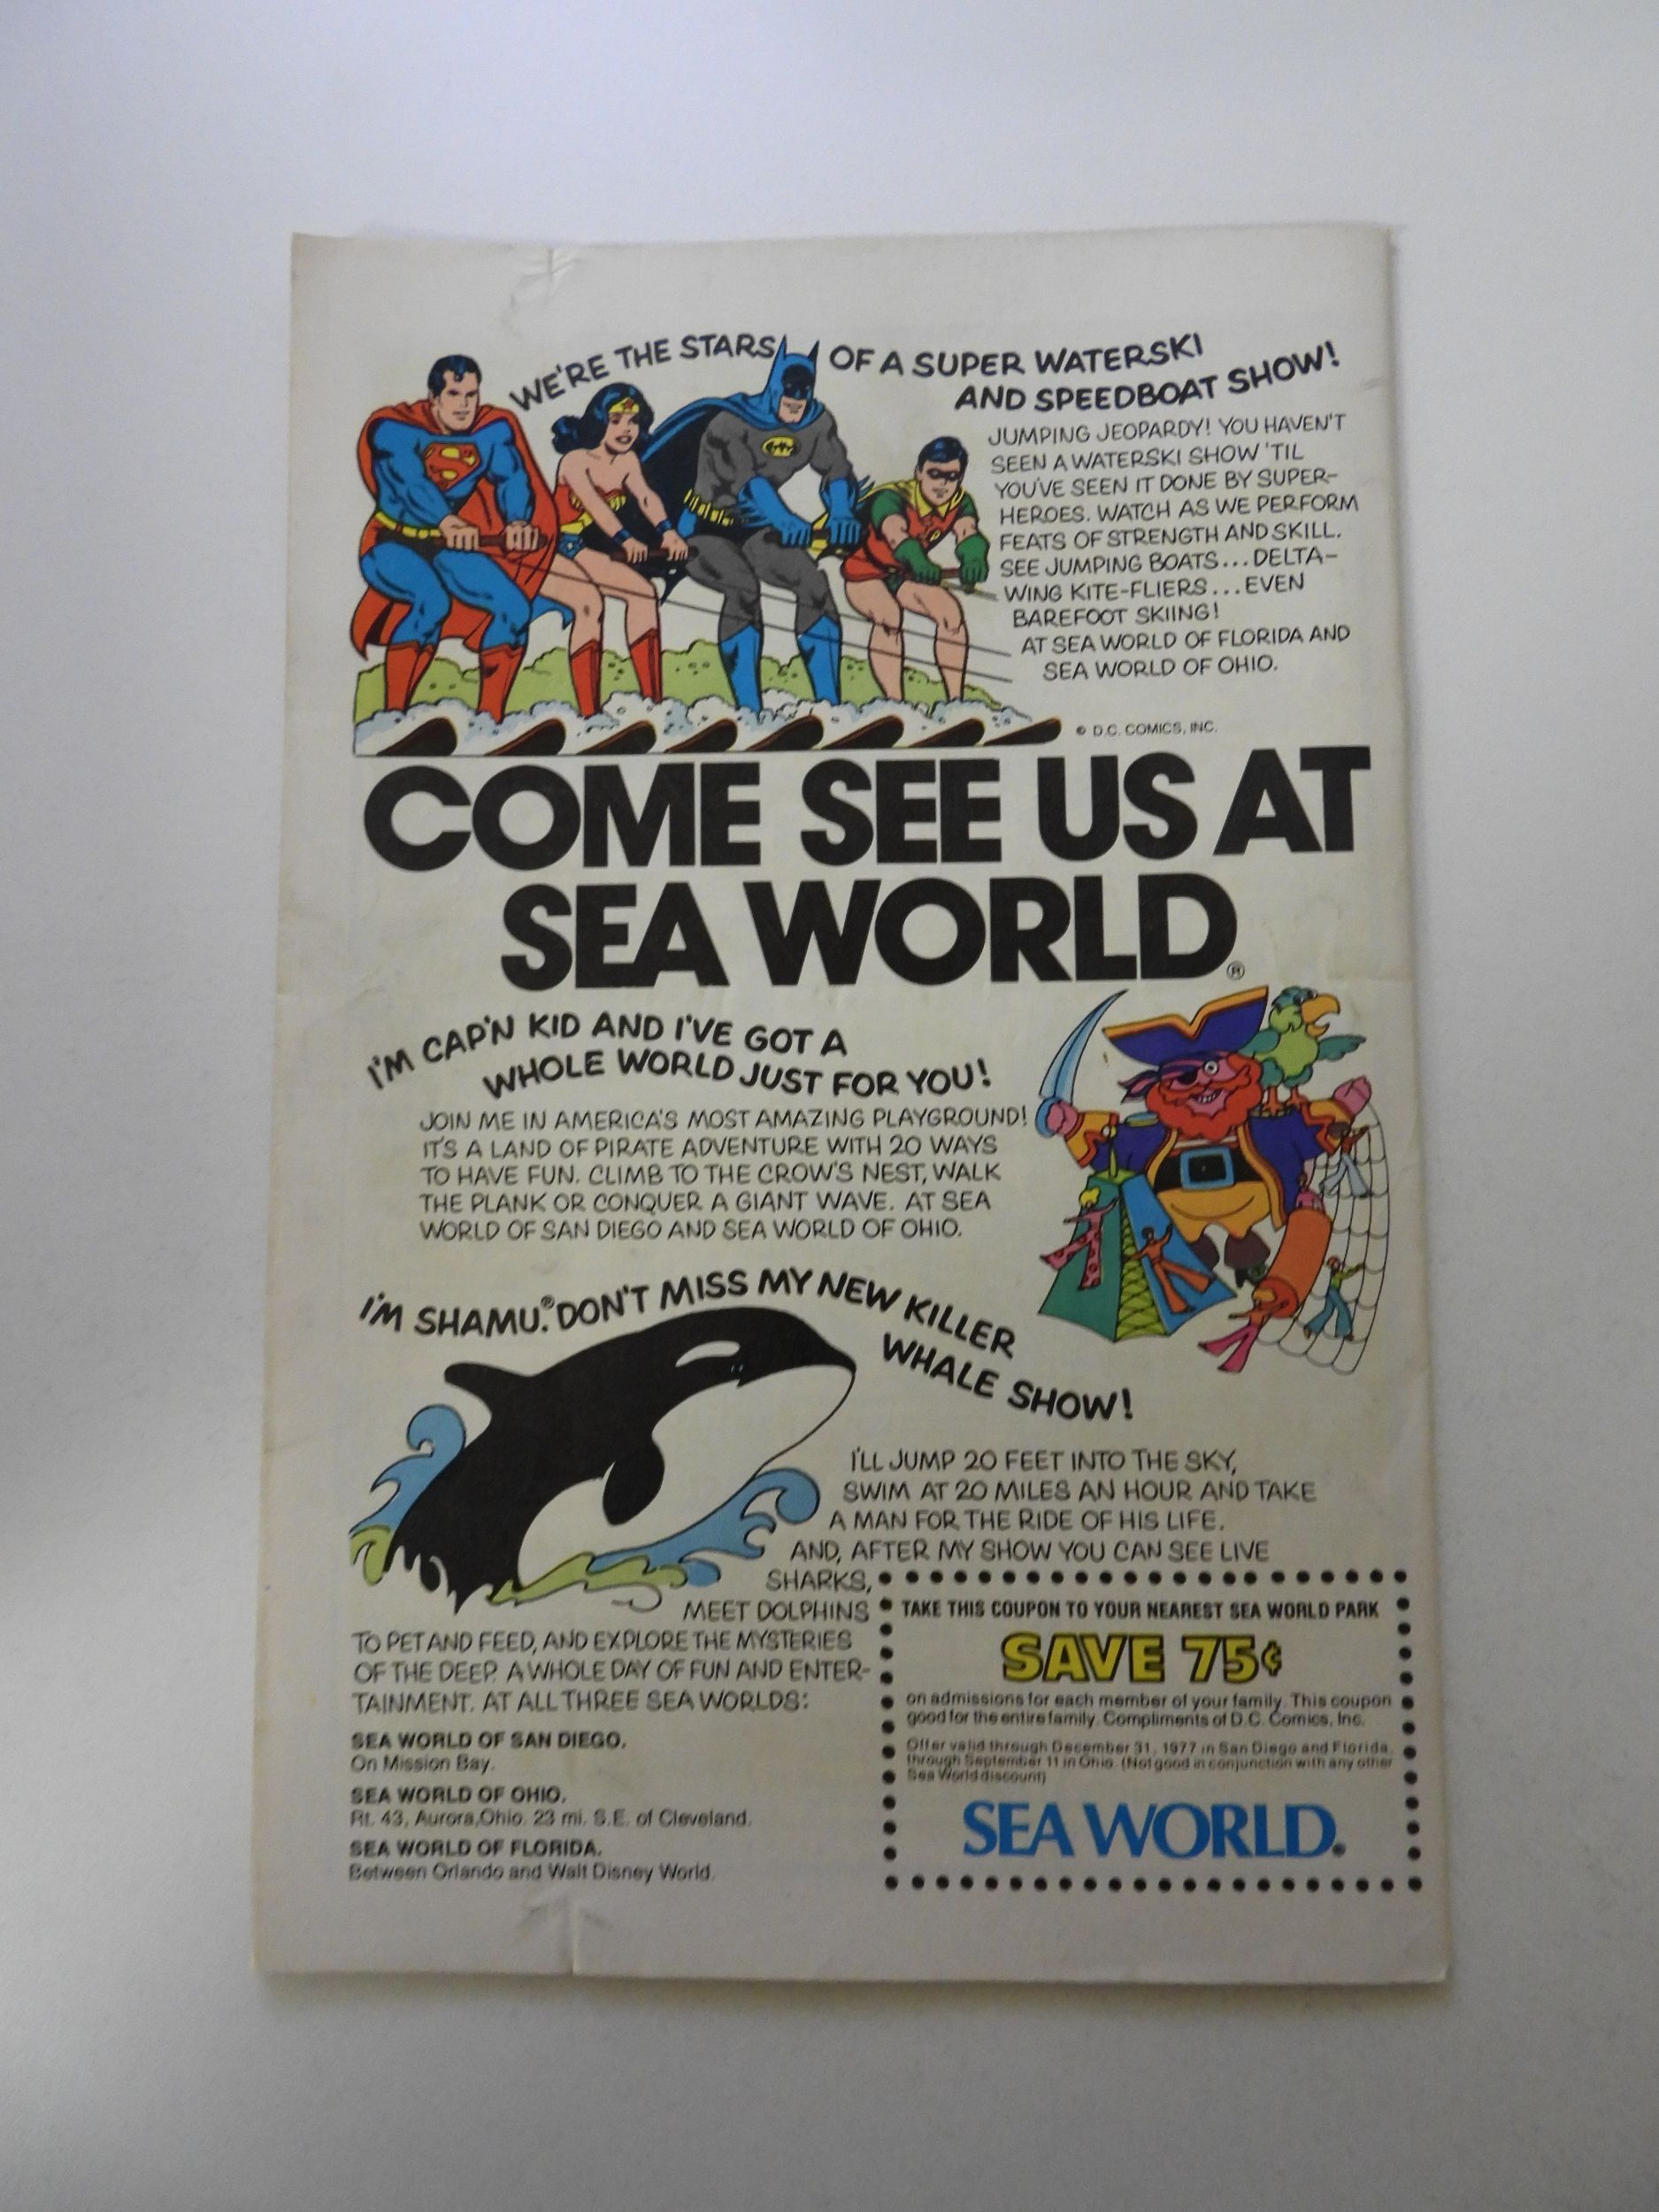 WE'RE THE STARS OF A SUPER WATERSKI
AND SPEEDBOAT SHOW!
JUMPING JEOPARDY! YOU HAVEN'T
SEEN A WATERSKI SHOW 'TIL
YOU'VE SEEN IT DONE BY SUPER-
HEROES. WATCH AS WE PERFORM
FEATS OF STRENGTH AND SKILL.
SEE JUMPING BOATS... DELTA-
WING KITE-FLIERS... EVEN
BAREFOOT SKIING!
AT SEA WORLD OF FLORIDA AND
SEA WORLD OF OHIO.
© D.C. COMICS, INC.
COME SEE US AT
SEA WORLD®
I'M CAP'N KID AND I'VE GOT A
WHOLE WORLD JUST FOR YOU!
JOIN ME IN AMERICA'S MOST AMAZING PLAYGROUND!
IT'S A LAND OF PIRATE ADVENTURE WITH 20 WAYS
TO HAVE FUN. CLIMB TO THE CROW'S NEST, WALK
THE PLANK OR CONQUER A GIANT WAVE. AT SEA
WORLD OF SAN DIEGO AND SEA WORLD OF OHIO.
I'M SHAMU.® DON'T MISS MY NEW KILLER
WHALE SHOW!
I'LL JUMP 20 FEET INTO THE SKY,
SWIM AT 20 MILES AN HOUR AND TAKE
A MAN FOR THE RIDE OF HIS LIFE.
AND, AFTER MY SHOW YOU CAN SEE LIVE
SHARKS,
MEET DOLPHINS
TO PET AND FEED, AND EXPLORE THE MYSTERIES
OF THE DEEP. A WHOLE DAY OF FUN AND ENTER-
TAINMENT. AT ALL THREE SEA WORLDS:
SEA WORLD OF SAN DIEGO.
On Mission Bay.
SEA WORLD OF OHIO.
Rt. 43, Aurora, Ohio. 23 mi. S.E. of Cleveland.
SEA WORLD OF FLORIDA.
Between Orlando and Walt Disney World.
TAKE THIS COUPON TO YOUR NEAREST SEA WORLD PARK
SAVE 75¢
on admissions for each member of your family. This coupon
good for the entire family. Compliments of D.C. Comics, Inc.
Offer valid through December 31, 1977 in San Diego and Florida,
through September 11 in Ohio. (Not good in conjunction with any other
Sea World discount)
SEA WORLD®